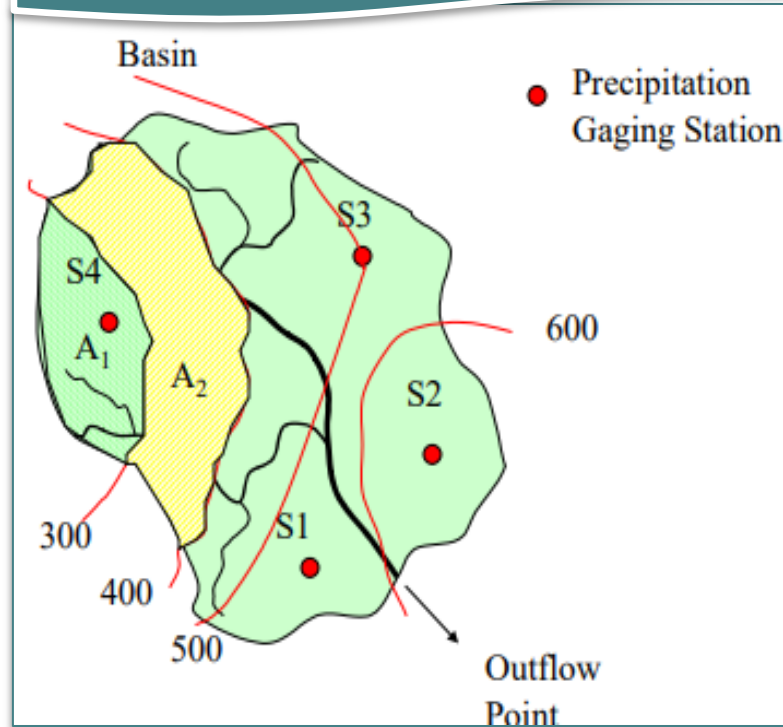 Basin
Precipitation
Gaging Station
S3
S4
600
A₁
A₂
S2
S1
300
400
500
Outflow
Point